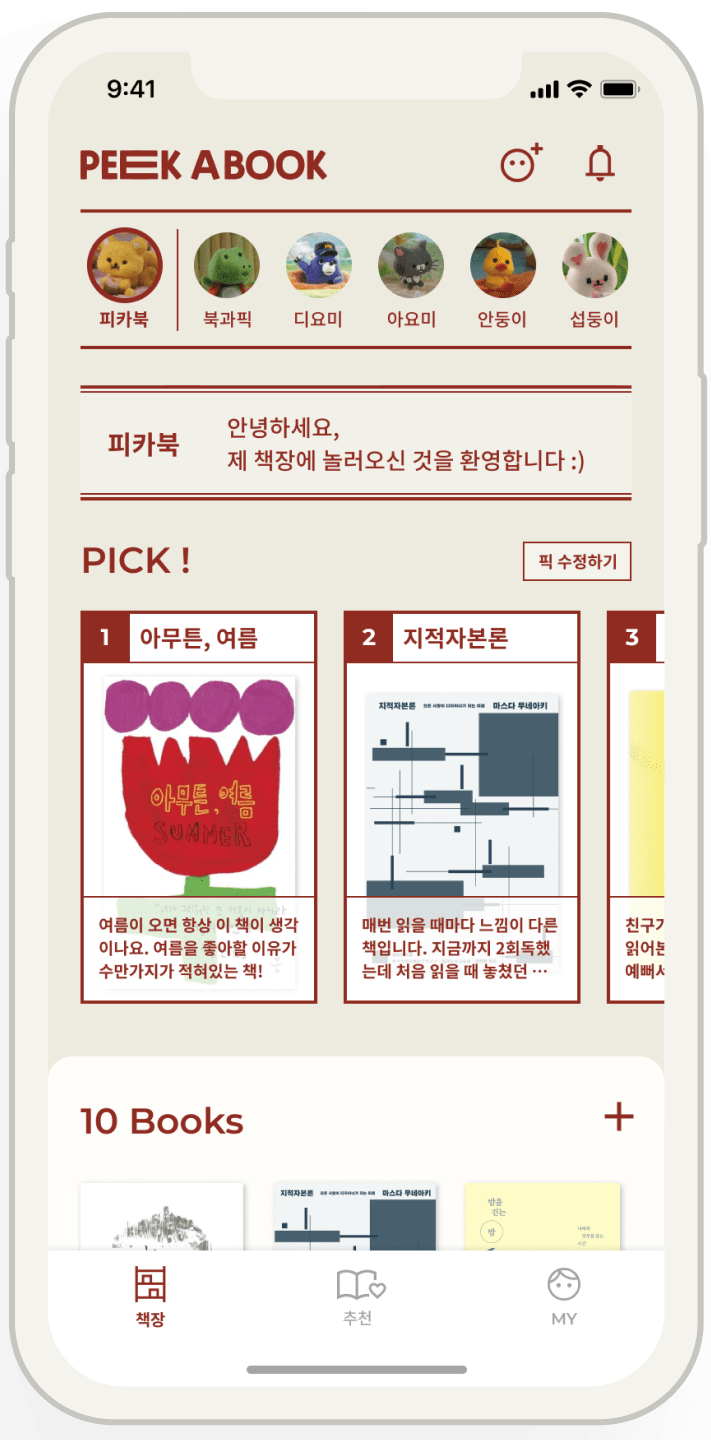 9:41
PEEK A BOOK
피카북
북과픽
디요미
아요미
안둥이
섭둥이
피카북
안녕하세요,
제 책장에 놀러오신 것을 환영합니다 :)
PICK !
픽 수정하기
1
아무튼, 여름
아무튼, 여름
SUMMER
여름이 오면 항상 이 책이 생각
이나요. 여름을 좋아할 이유가
수만가지가 적혀있는 책!
2
지적자본론
지적자본론
마스다 무네아키
매번 읽을 때마다 느낌이 다른
책입니다. 지금까지 2회독했
는데 처음 읽을 때 놓쳤던 ···
3
친구가
읽어본
예뻐서
10 Books
지적자본론
마스다 무네아키
밤을
걷는
밤
책장
추천
MY